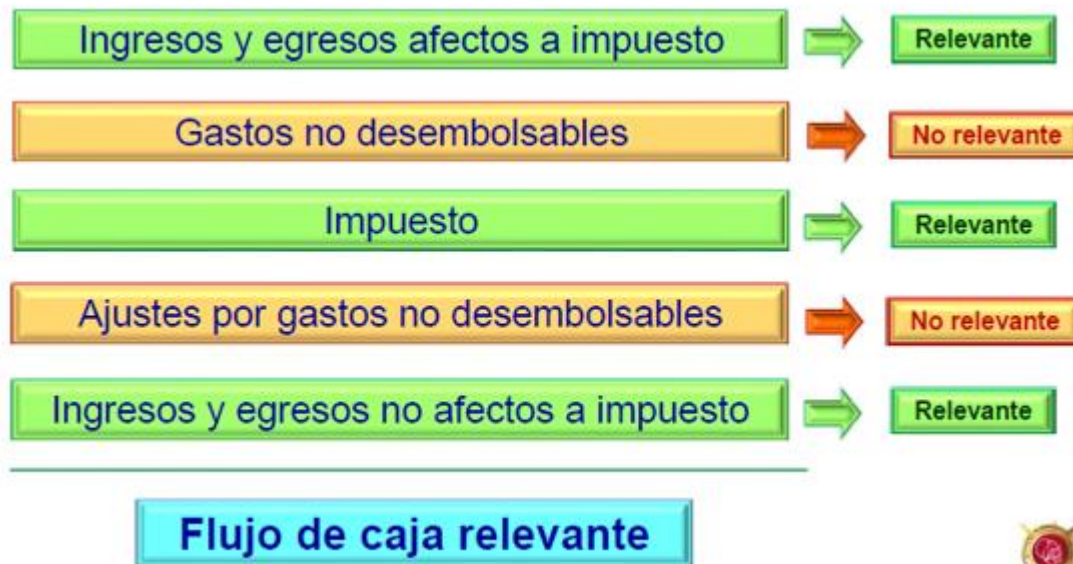 Ingresos y egresos afectos a impuesto Relevante
Gastos no desembolsables No relevante
Impuesto Relevante
Ajustes por gastos no desembolsables No relevante
Ingresos y egresos no afectos a impuesto Relevante
Flujo de caja relevante